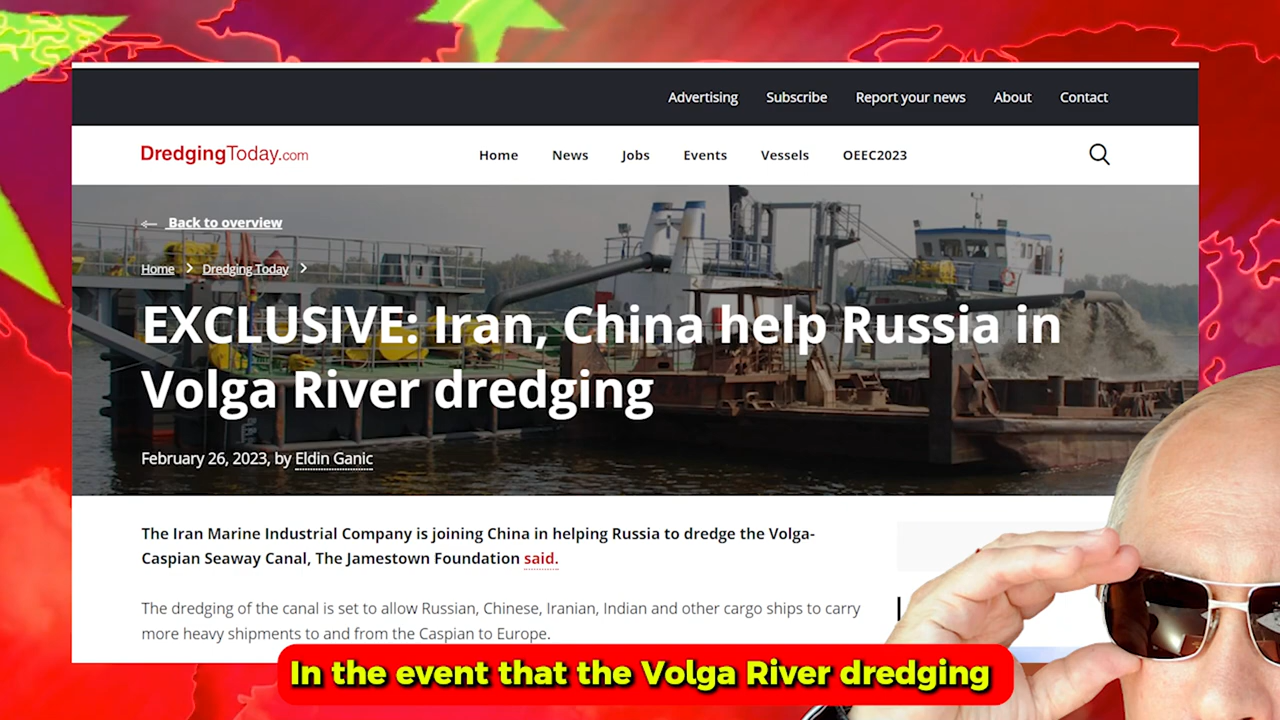 Advertising Subscribe Report your news About Contact
DredgingToday.com Home News Jobs Events Vessels OEEC2023
Back to overview
Home Dredging Today
EXCLUSIVE: Iran, China help Russia in
Volga River dredging
February 26, 2023, by Eldin Ganic
The Iran Marine Industrial Company is joining China in helping Russia to dredge the Volga-
Caspian Seaway Canal, The Jamestown Foundation said.
The dredging of the canal is set to allow Russian, Chinese, Iranian, Indian and other cargo ships to carry
more heavy shipments to and from the Caspian to Europe.
In the event that the Volga River dredging